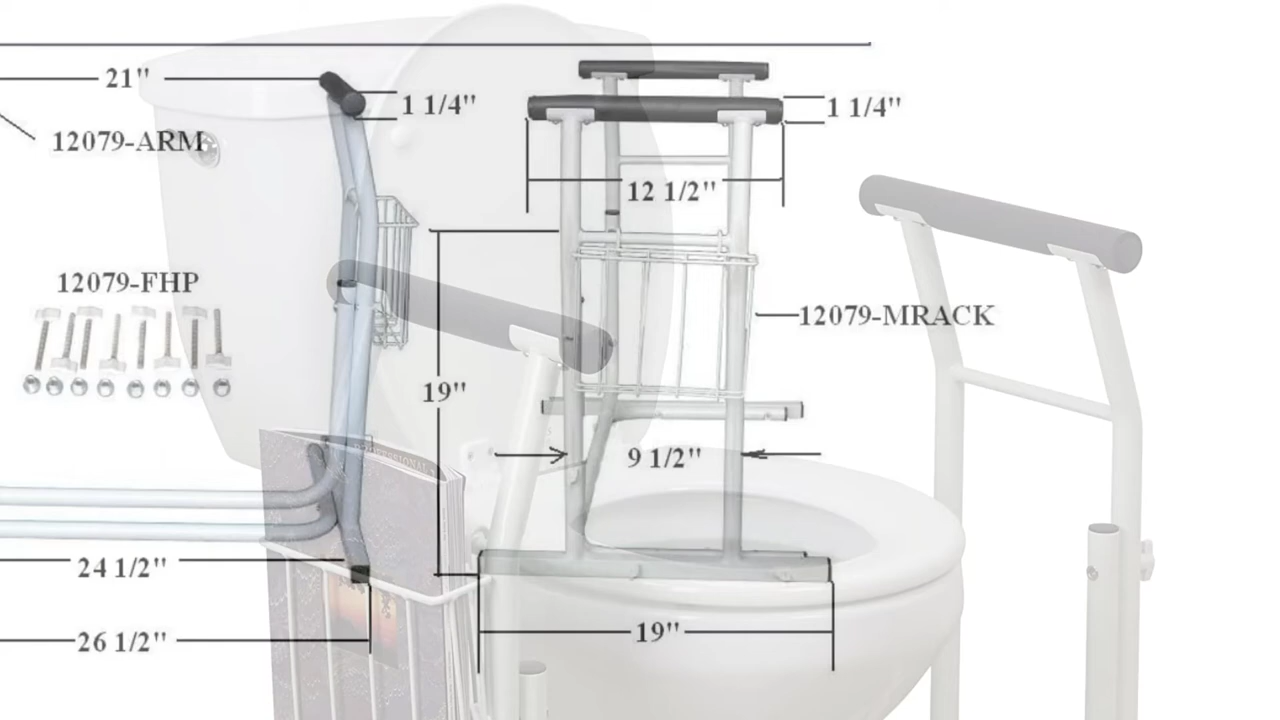 21"
1 1/4"
1 1/4"
12079-ARM
12 1/2"
12079-FHP
12079-MRACK
19"
9 1/2"
PROFESSIONAL
24 1/2"
26 1/2"
19"